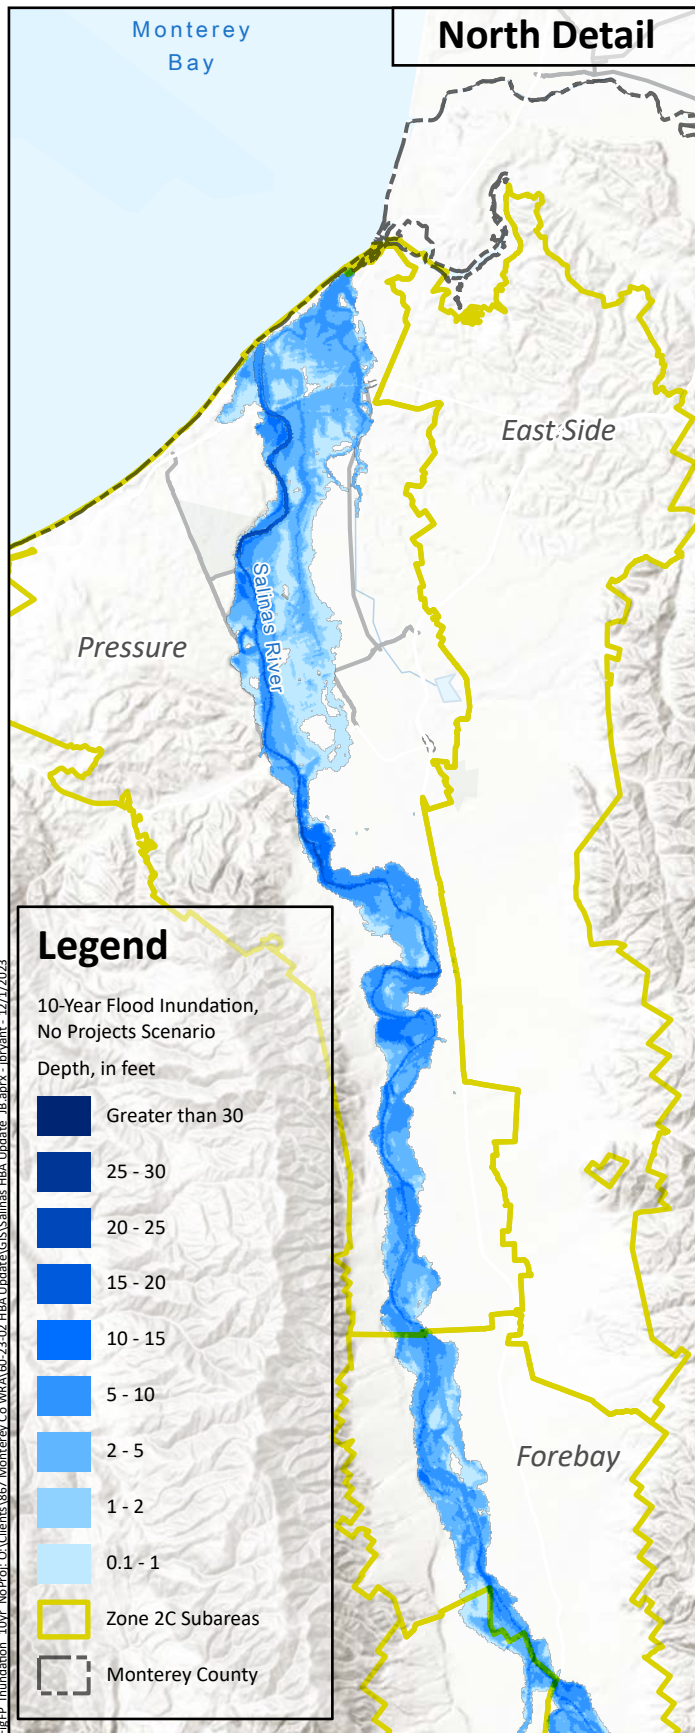 Monterey
Bay
North Detail
East Side
Salinas River
Pressure
Legend
10-Year Flood Inundation,
No Projects Scenario
Depth, in feet
Greater than 30
25 - 30
20 - 25
15 - 20
10 - 15
5 - 10
2 - 5
1 - 2
0.1 - 1
Zone 2C Subareas
Monterey County
Forebay